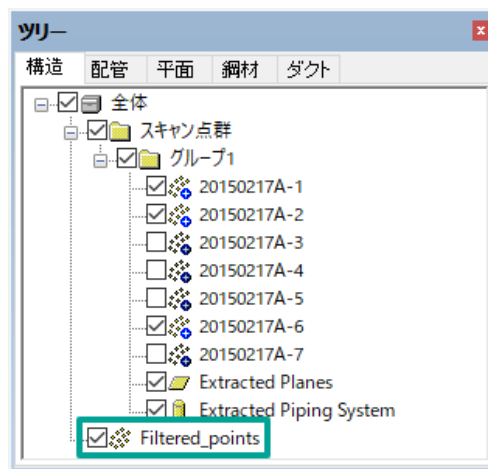 ツリー
構造 配管 平面 鋼材 ダクト
全体
スキャン点群
グループ1
20150217A-1
20150217A-2
20150217A-3
20150217A-4
20150217A-5
20150217A-6
20150217A-7
Extracted Planes
Extracted Piping System
Filtered_points